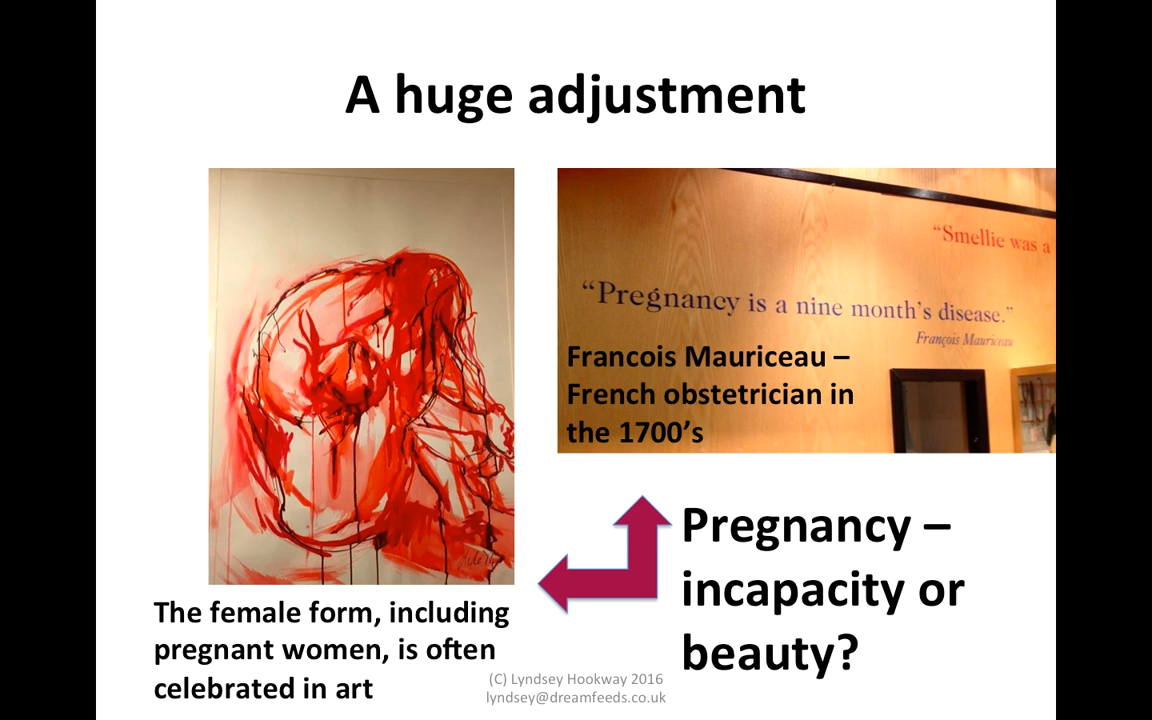 A huge adjustment
“Smellie was a
“Pregnancy is a nine month’s disease.”
François Mauriceau
Francois Mauriceau –
French obstetrician in
the 1700’s
Pregnancy –
incapacity or
beauty?
The female form, including
pregnant women, is often
celebrated in art
(C) Lyndsey Hookway 2016
lyndsey@dreamfeeds.co.uk